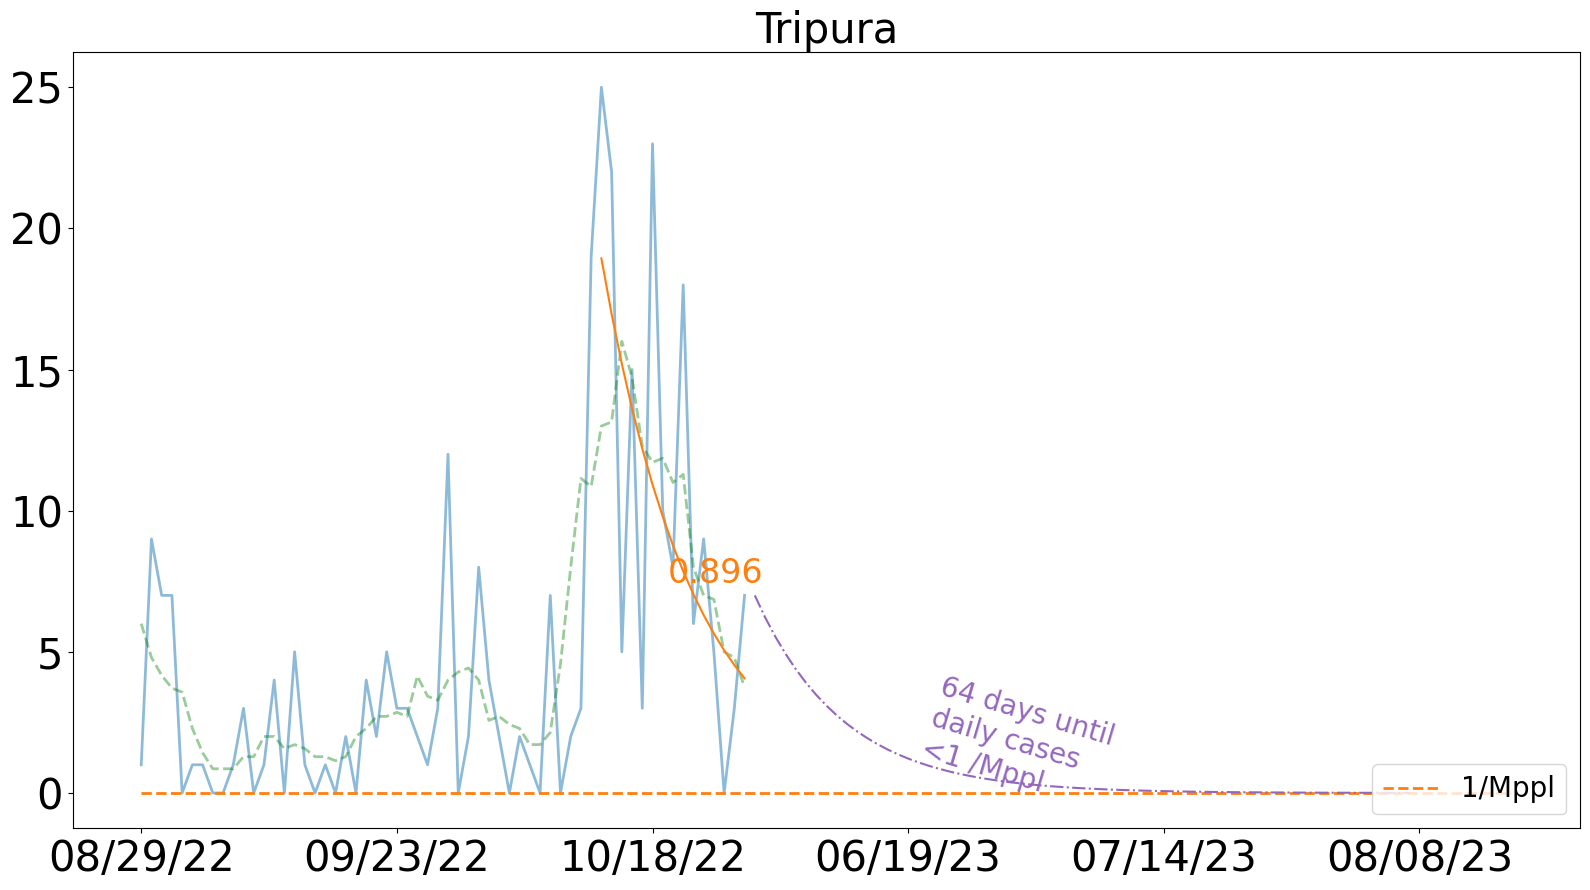 Tripura
25
20
15
10
5
0
0.896
64 days until
daily cases
<1 /Mppl
1/Mppl
08/29/22
09/23/22
10/18/22
06/19/23
07/14/23
08/08/23